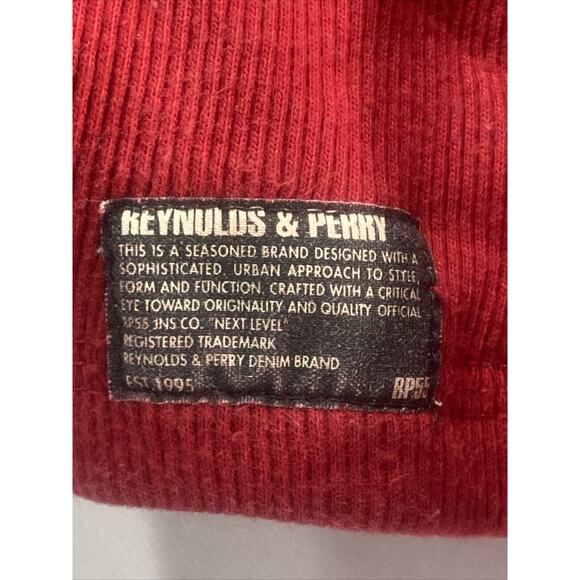 REYNOLDS & PERRY
THIS IS A SEASONED BRAND DESIGNED WITH A
SOPHISTICATED, URBAN APPROACH TO STYLE,
FORM AND FUNCTION. CRAFTED WITH A CRITICAL
EYE TOWARD ORIGINALITY AND QUALITY OFFICIAL
RP55 JNS CO. "NEXT LEVEL"
REGISTERED TRADEMARK
REYNOLDS & PERRY DENIM BRAND
EST 1995
RP55